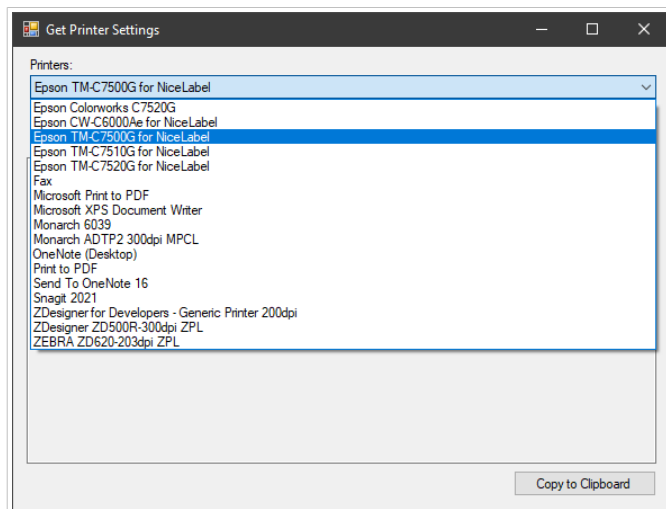 Get Printer Settings
Printers:
Epson TM-C7500G for NiceLabel
Epson Colorworks C7520G
Epson CW-C6000Ae for NiceLabel
Epson TM-C7500G for NiceLabel
Epson TM-C7510G for NiceLabel
Epson TM-C7520G for NiceLabel
Fax
Microsoft Print to PDF
Microsoft XPS Document Writer
Monarch 6039
Monarch ADTP2 300dpi MPCL
OneNote (Desktop)
Print to PDF
Send To OneNote 16
Snagit 2021
ZDesigner for Developers - Generic Printer 200dpi
ZDesigner ZD500R-300dpi ZPL
ZEBRA ZD620-203dpi ZPL
Copy to Clipboard